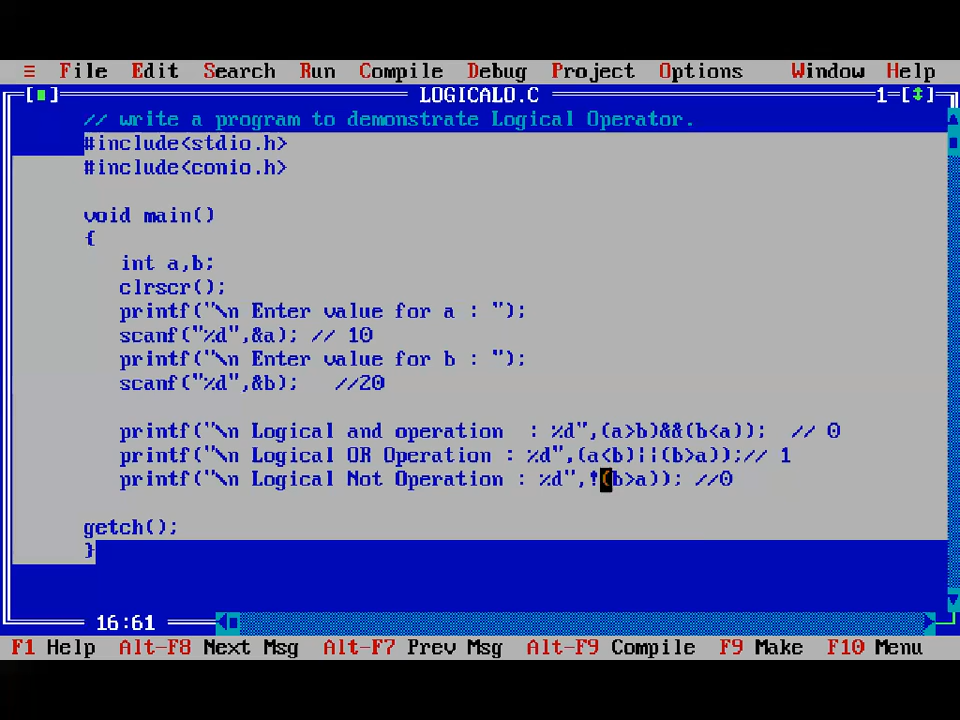 ≡ File Edit Search Run Compile Debug Project Options Window Help
[■] LOGICALO.C 1=[↕]
// write a program to demonstrate Logical Operator.
#include<stdio.h>
#include<conio.h>
void main()
{
int a,b;
clrscr();
printf("\n Enter value for a : ");
scanf("%d",&a); // 10
printf("\n Enter value for b : ");
scanf("%d",&b); //20
printf("\n Logical and operation : %d",(a>b)&&(b<a)); // 0
printf("\n Logical OR Operation : %d",(a<b)||(b>a));// 1
printf("\n Logical Not Operation : %d",!(b>a)); //0
getch();
}
16:61
F1 Help Alt-F8 Next Msg Alt-F7 Prev Msg Alt-F9 Compile F9 Make F10 Menu